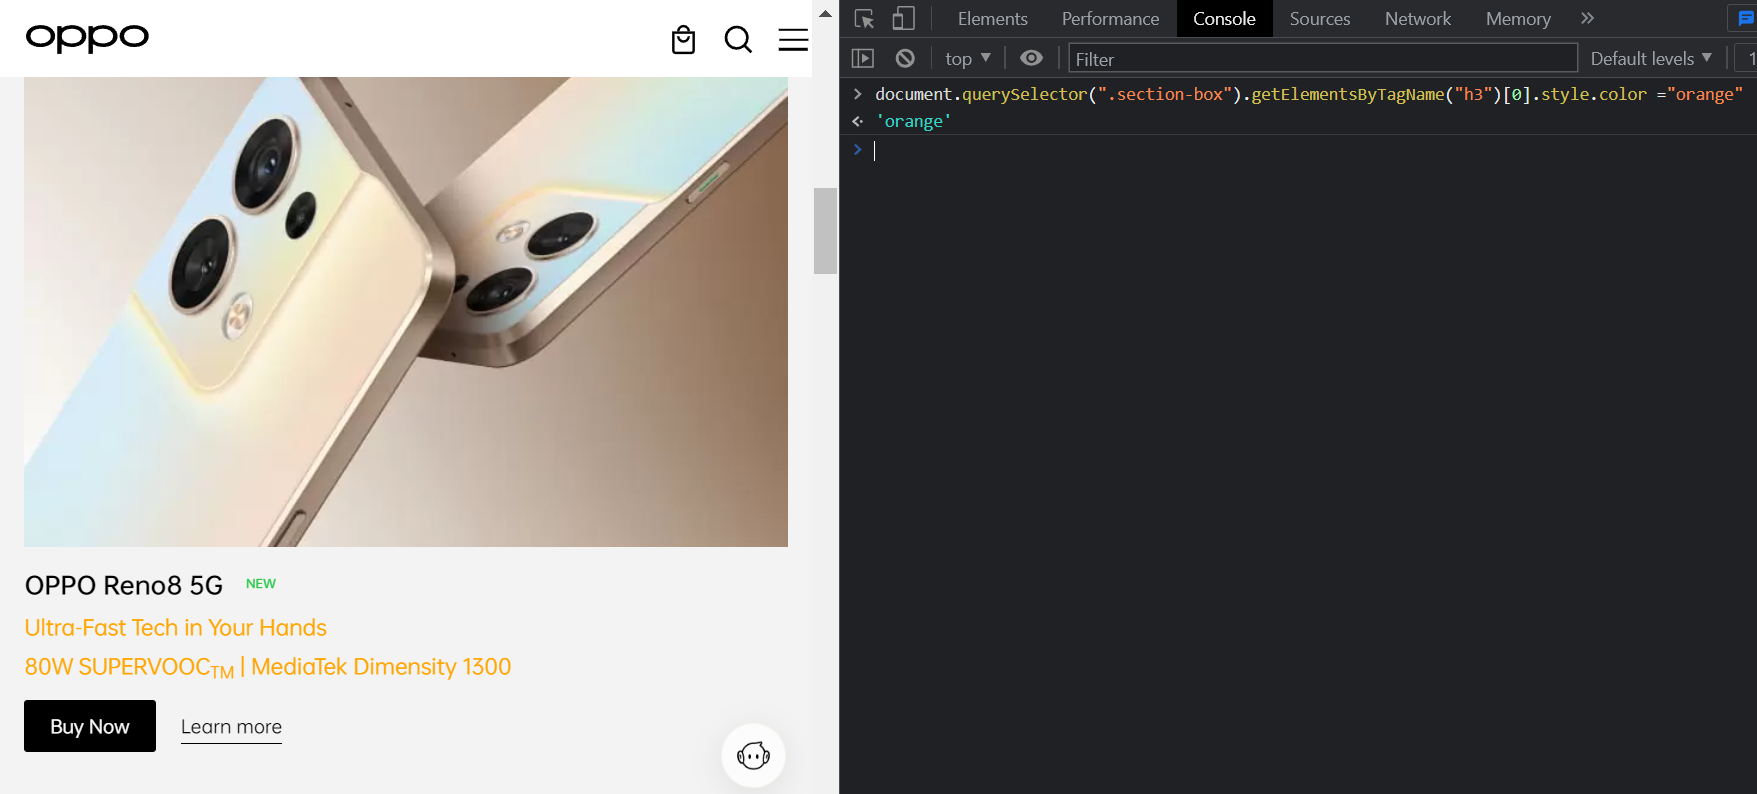 oppo
OPPO Reno8 5G NEW
Ultra-Fast Tech in Your Hands
80W SUPERVOOCTM | MediaTek Dimensity 1300
Buy Now Learn more
Elements Performance Console Sources Network Memory »
top ▼ Filter Default levels ▼ 1
> document.querySelector(".section-box").getElementsByTagName("h3")[0].style.color ="orange"
'orange'
>